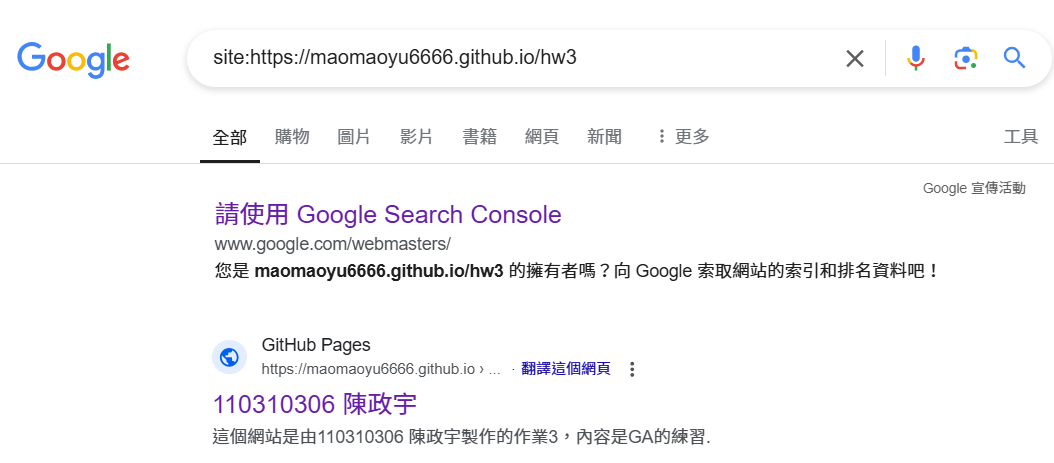 Google
site:https://maomaoyu6666.github.io/hw3
全部 購物 圖片 影片 書籍 網頁 新聞 更多 工具
Google 宣傳活動
請使用 Google Search Console
www.google.com/webmasters/
您是 maomaoyu6666.github.io/hw3 的擁有者嗎？向 Google 索取網站的索引和排名資料吧！
GitHub Pages
https://maomaoyu6666.github.io › ... · 翻譯這個網頁
110310306 陳政宇
這個網站是由110310306 陳政宇製作的作業3，內容是GA的練習.